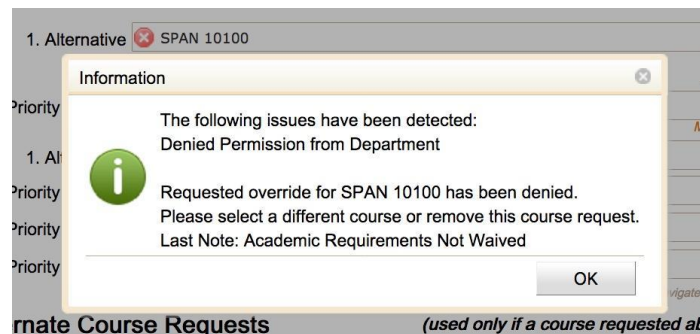 1. Alternative SPAN 10100
Information
Priority
The following issues have been detected:
Denied Permission from Department
1. Al
Priority
Requested override for SPAN 10100 has been denied.
Priority
Please select a different course or remove this course request.
Priority
Last Note: Academic Requirements Not Waived
OK
vigate
rnate Course Requests (used only if a course requested al